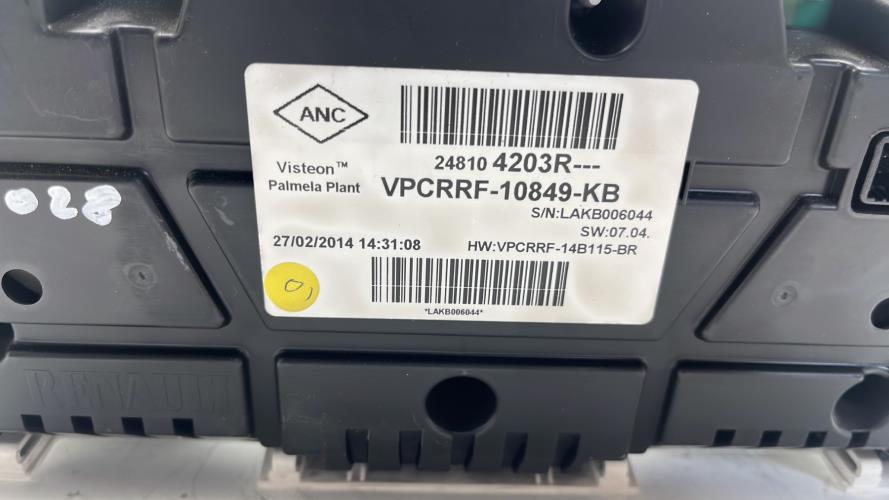 ANC
24810 4203R---
Visteon™
Palmela Plant
VPCRRF-10849-KB
S/N:LAKB006044
SW:07.04.
27/02/2014 14:31:08
HW:VPCRRF-14B115-BR
*LAKB006044*
028
RENAULT